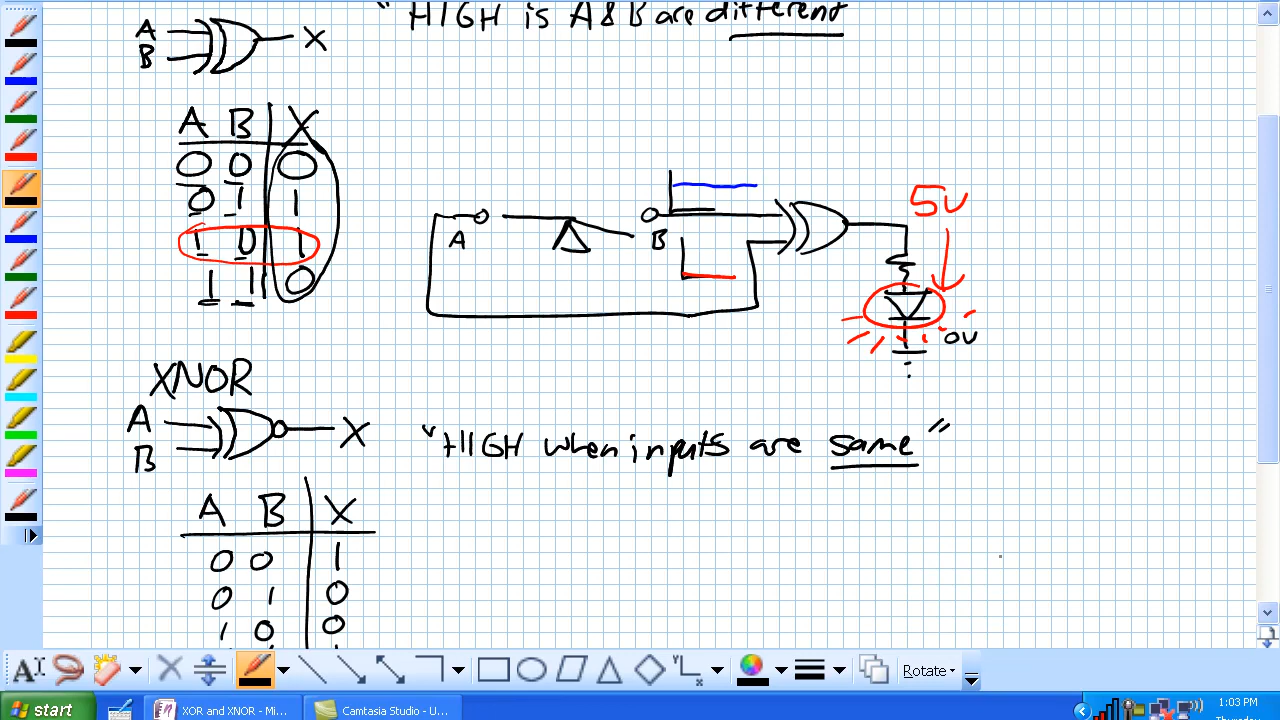 "HIGH is A & B are different
A
B
X
A B X
0 0 0
0 1 1
1 0 1
1 1 0
A
B
5v
0v
XNOR
A
B
X
"HIGH when inputs are same"
A B X
0 0 1
0 1 0
1 0 0
A
Rotate
start
XOR and XNOR - Mi...
Camtasia Studio - U...
1:03 PM